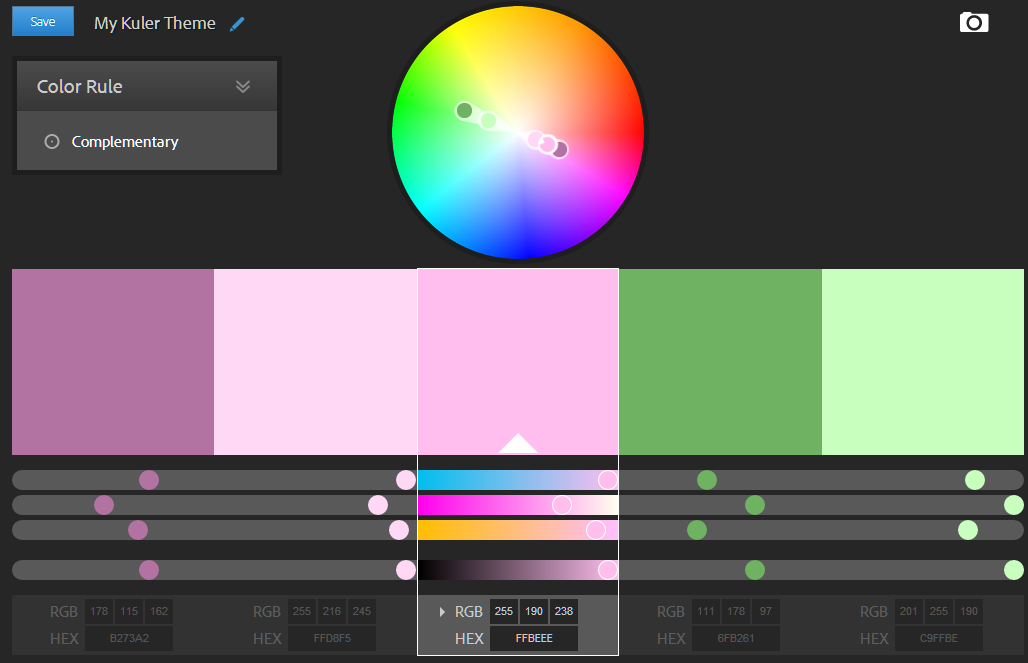 Save My Kuler Theme
Color Rule
Complementary
RGB 178 115 162 RGB 255 216 245 RGB 255 190 238 RGB 111 178 97 RGB 201 255 190
HEX B273A2 HEX FFD8F5 HEX FFBEEE HEX 6FB261 HEX C9FFBE